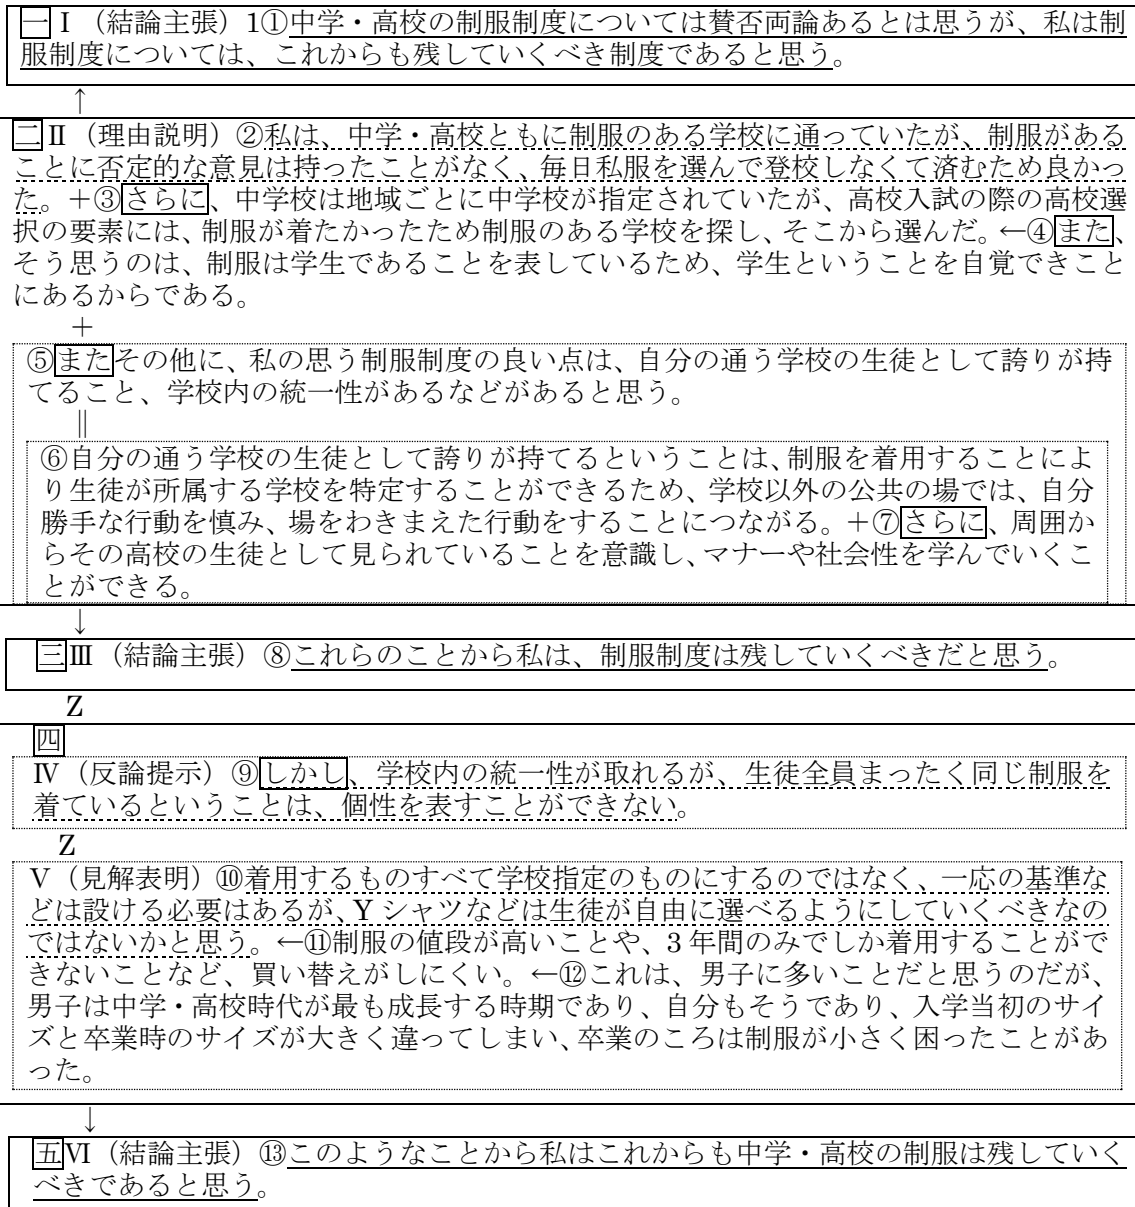 一Ⅰ（結論主張）1①中学・高校の制服制度については賛否両論あるとは思うが、私は制
服制度については、これからも残していくべき制度であると思う。
↑
二Ⅱ（理由説明）②私は、中学・高校ともに制服のある学校に通っていたが、制服がある
ことに否定的な意見は持ったことがなく、毎日私服を選んで登校しなくて済むため良かっ
た。＋③さらに、中学校は地域ごとに中学校が指定されていたが、高校入試の際の高校選
択の要素には、制服が着たかったため制服のある学校を探し、そこから選んだ。←④また、
そう思うのは、制服は学生であることを表しているため、学生ということを自覚できこと
にあるからである。
＋
⑤またその他に、私の思う制服制度の良い点は、自分の通う学校の生徒として誇りが持
てること、学校内の統一性があるなどがあると思う。
||
⑥自分の通う学校の生徒として誇りが持てるということは、制服を着用することによ
り生徒が所属する学校を特定することができるため、学校以外の公共の場では、自分
勝手な行動を慎み、場をわきまえた行動をすることにつながる。＋⑦さらに、周囲か
らその高校の生徒として見られていることを意識し、マナーや社会性を学んでいくこ
とができる。
↓
三Ⅲ（結論主張）⑧これらのことから私は、制服制度は残していくべきだと思う。
Z
四
Ⅳ（反論提示）⑨しかし、学校内の統一性が取れるが、生徒全員まったく同じ制服を
着ているということは、個性を表すことができない。
Z
Ⅴ（見解表明）⑩着用するものすべて学校指定のものにするのではなく、一応の基準な
どは設ける必要はあるが、Y シャツなどは生徒が自由に選べるようにしていくべきなの
ではないかと思う。←⑪制服の値段が高いことや、3 年間のみでしか着用することがで
きないことなど、買い替えがしにくい。←⑫これは、男子に多いことだと思うのだが、
男子は中学・高校時代が最も成長する時期であり、自分もそうであり、入学当初のサイ
ズと卒業時のサイズが大きく違ってしまい、卒業のころは制服が小さく困ったことがあ
った。
↓
五Ⅵ（結論主張）⑬このようなことから私はこれからも中学・高校の制服は残していく
べきであると思う。